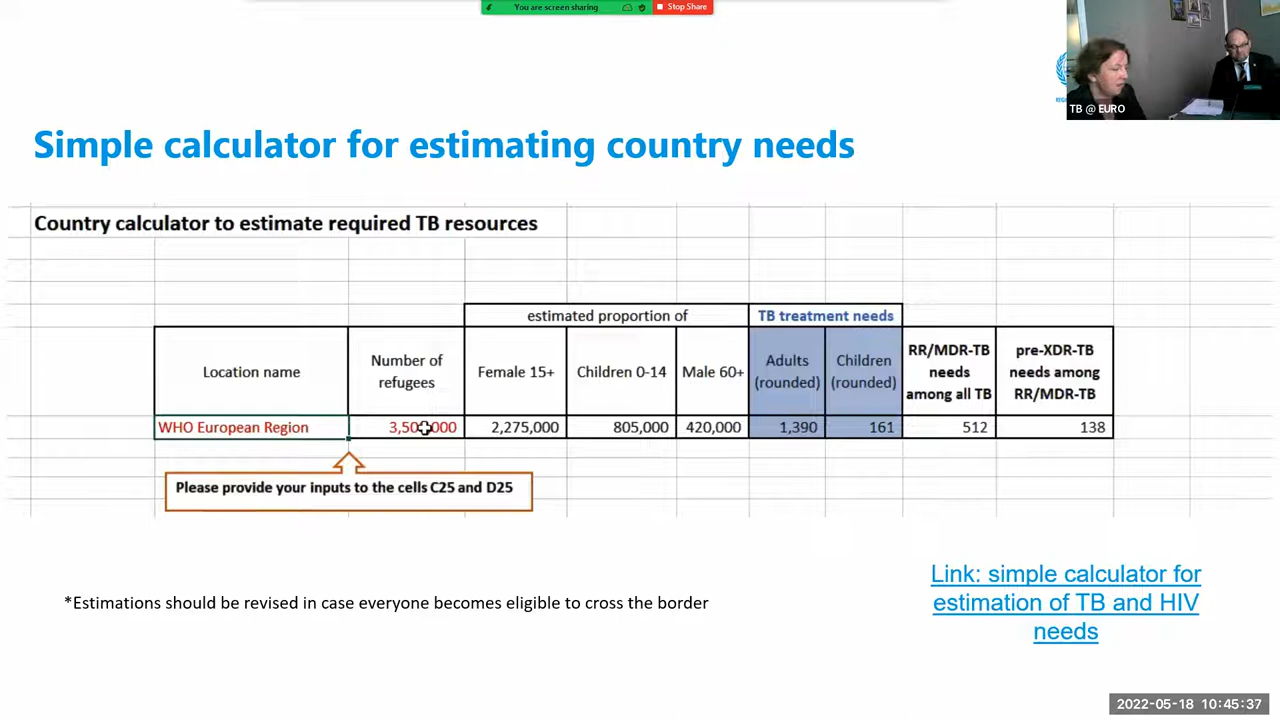 You are screen sharing
Stop Share
TB @ EURO
Simple calculator for estimating country needs
Country calculator to estimate required TB resources
estimated proportion of
TB treatment needs
Location name
Number of
refugees
Female 15+
Children 0-14
Male 60+
Adults
(rounded)
Children
(rounded)
RR/MDR-TB
needs
among all TB
pre-XDR-TB
needs among
RR/MDR-TB
WHO European Region
2,275,000
805,000
420,000
1,390
161
512
138
Please provide your inputs to the cells C25 and D25
*Estimations should be revised in case everyone becomes eligible to cross the border
Link: simple calculator for
estimation of TB and HIV
needs
2022-05-18 10:45:37